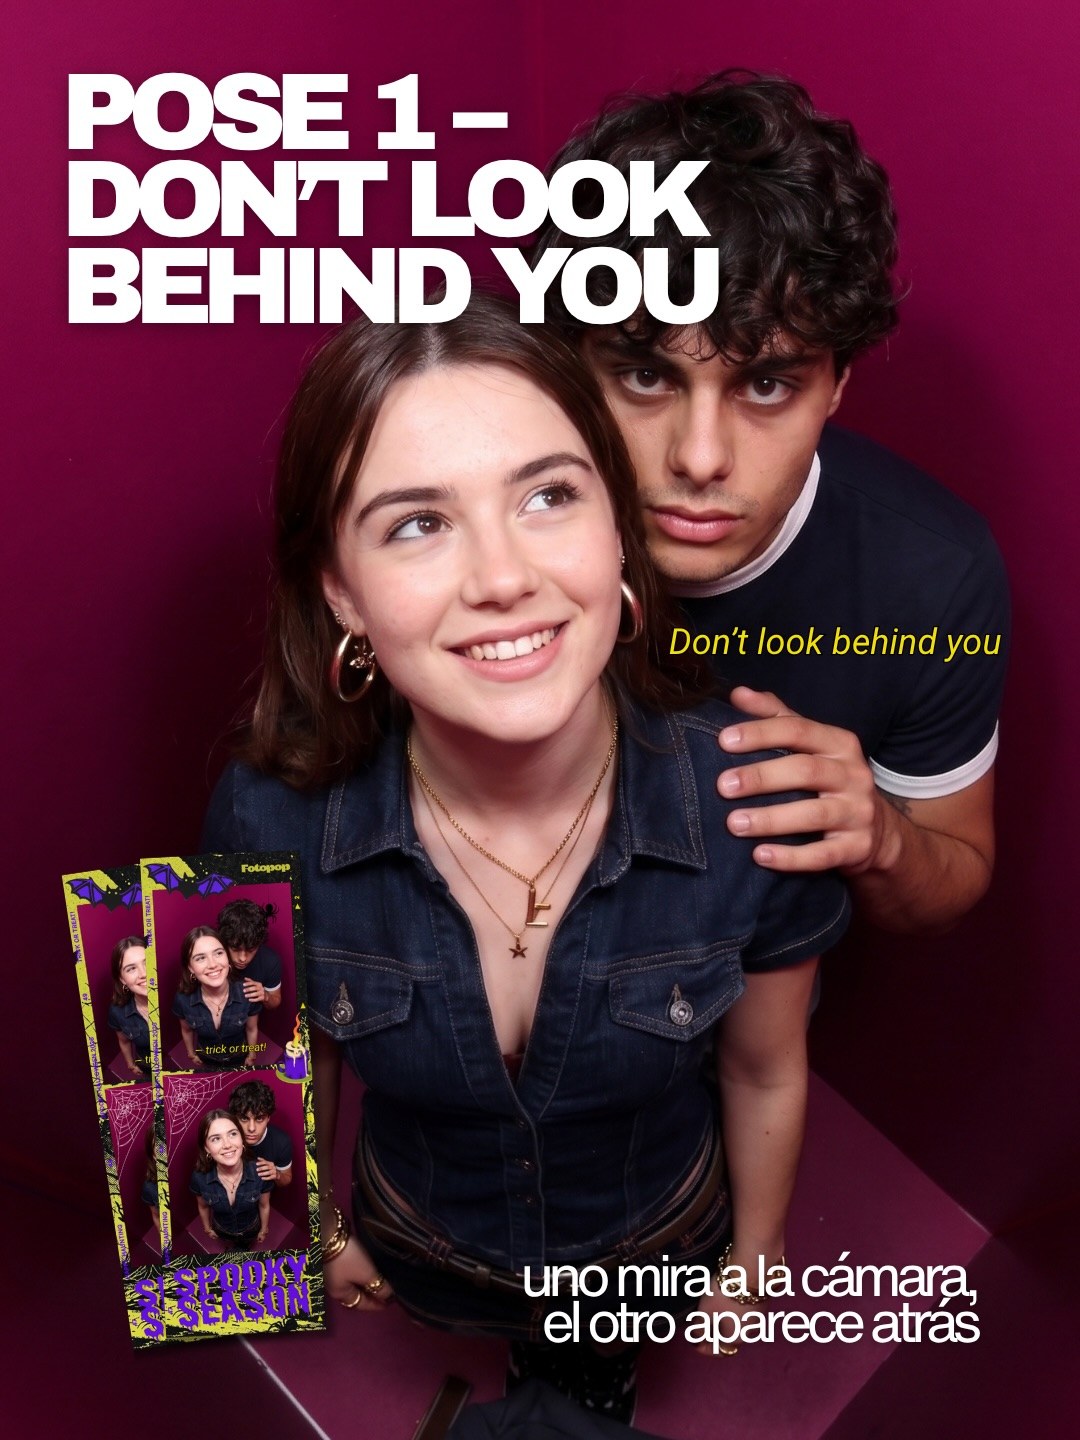 POSE 1 –
DON’T LOOK
BEHIND YOU
Don’t look behind you
Fotopop
– trick or treat!
SPOOKY
SEASON
uno mira a la cámara,
el otro aparece atrás